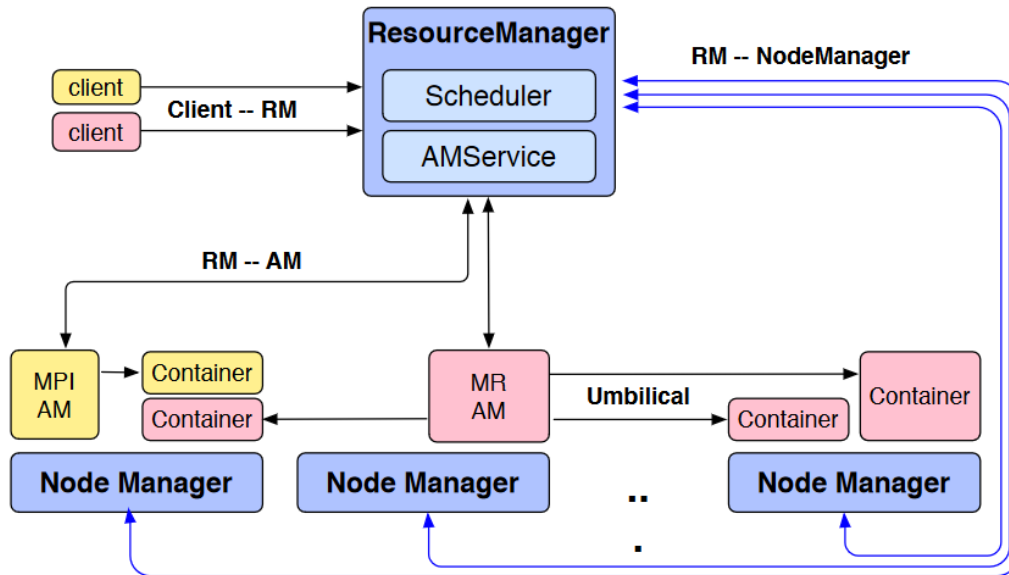 ResourceManager
RM -- NodeManager
client
Scheduler
Client -- RM
client
AMService
RM -- AM
MPI
AM
Container
Container
MR
AM
Umbilical
Container
Container
Node Manager
Node Manager
..
.
Node Manager